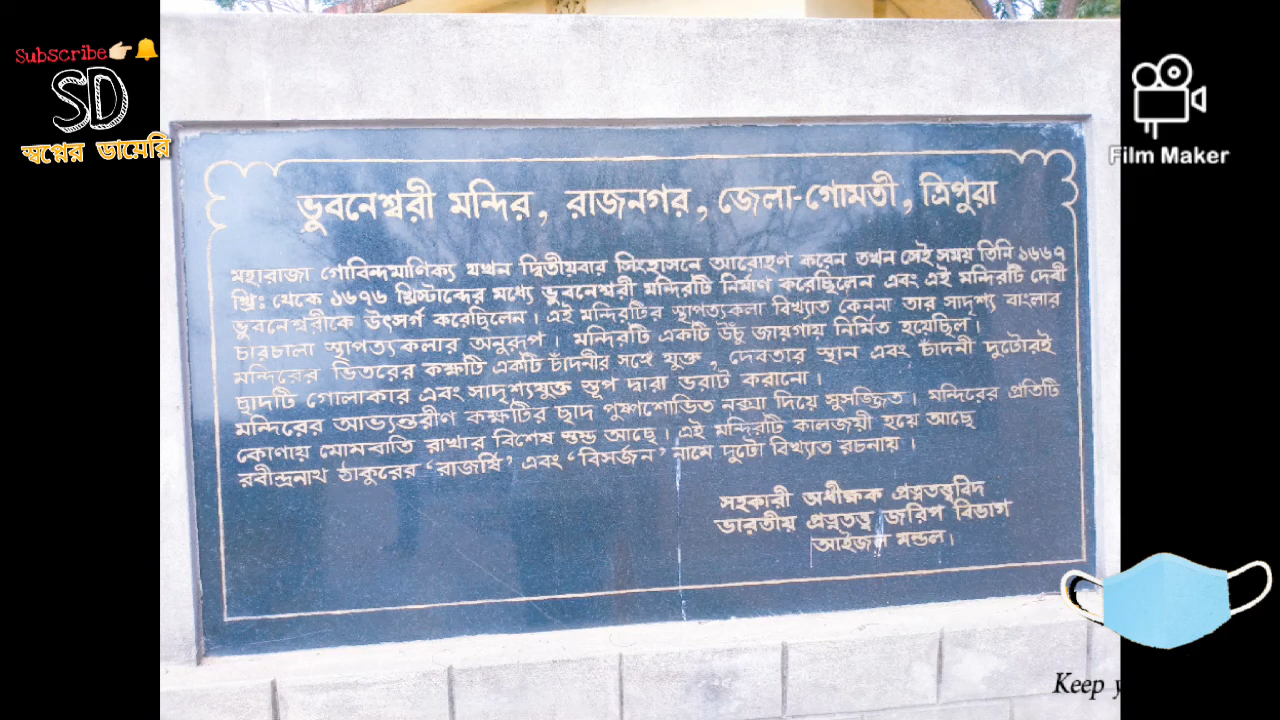 Subscribe
SD
স্বপ্নের ডায়েরি
Film Maker
ভুবনেশ্বরী মন্দির, রাজনগর, জেলা-গোমতী, ত্রিপুরা
মহারাজা গোবিন্দমাণিক্য যখন দ্বিতীয়বার সিংহাসনে আরোহণ করেন তখন সেই সময় তিনি ১৬৬৭
খ্রিঃ থেকে ১৬৭৬ খ্রিস্টাব্দের মধ্যে ভুবনেশ্বরী মন্দিরটি নির্মাণ করেছিলেন এবং এই মন্দিরটি দেবী
ভুবনেশ্বরীকে উৎসর্গ করেছিলেন। এই মন্দিরটির স্থাপত্যকলা বিখ্যাত কেননা তার সাদৃশ্য বাংলার
চারচালা স্থাপত্যকলার অনুরূপ। মন্দিরটি একটি উঁচু জায়গায় নির্মিত হয়েছিল।
মন্দিরের ভিতরের কক্ষটি একটি চাঁদনীর সঙ্গে যুক্ত, দেবতার স্থান এবং চাঁদনী দুটোরই
ছাদটি গোলাকার এবং সাদৃশ্যযুক্ত স্তূপ দ্বারা ভরাট করানো।
মন্দিরের আভ্যন্তরীণ কক্ষটির ছাদ পুষ্পশোভিত নক্সা দিয়ে সুসজ্জিত। মন্দিরের প্রতিটি
কোণায় মোমবাতি রাখার বিশেষ স্তম্ভ আছে। এই মন্দিরটি কালজয়ী হয়ে আছে
রবীন্দ্রনাথ ঠাকুরের ‘রাজর্ষি’ এবং ‘বিসর্জন’ নামে দুটো বিখ্যাত রচনায়।
সহকারী অধীক্ষক প্রত্নতত্ত্ববিদ
ভারতীয় প্রত্নতত্ত্ব জরিপ বিভাগ
আইজল মন্ডল।
Keep